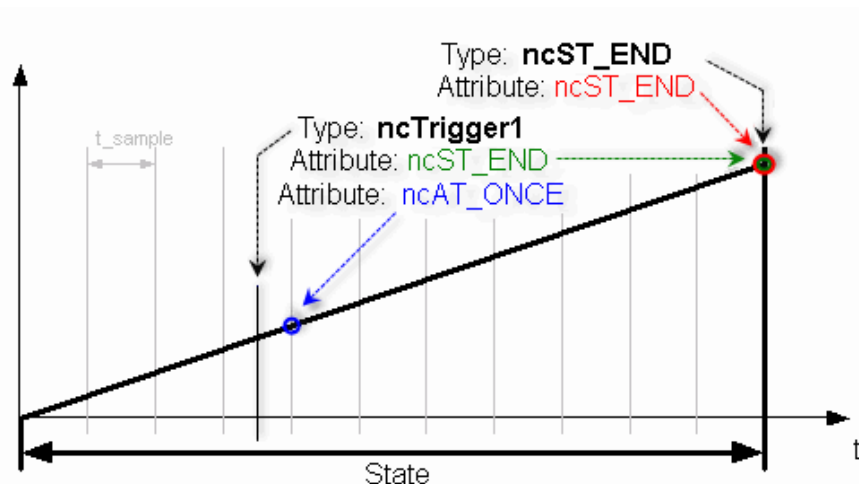 Type: ncST_END
Attribute: ncST_END
t_sample
Type: ncTrigger1
Attribute: ncST_END
Attribute: ncAT_ONCE
t
State